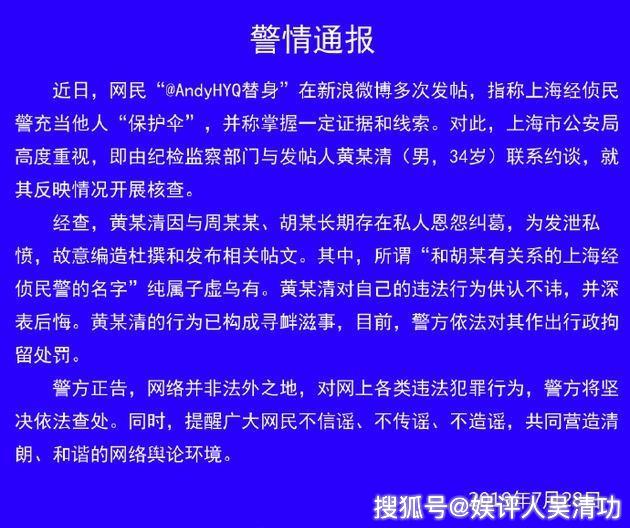 警情通报
近日，网民“@AndyHYQ替身”在新浪微博多次发帖，指称上海经侦民
警充当他人“保护伞”，并称掌握一定证据和线索。对此，上海市公安局
高度重视，即由纪检监察部门与发帖人黄某清（男，34岁）联系约谈，就
其反映情况开展核查。
经查，黄某清因与周某某、胡某长期存在私人恩怨纠葛，为发泄私
愤，故意编造杜撰和发布相关帖文。其中，所谓“和胡某有关系的上海经
侦民警的名字”纯属子虚乌有。黄某清对自己的违法行为供认不讳，并深
表后悔。黄某清的行为已构成寻衅滋事，目前，警方依法对其作出行政拘
留处罚。
警方正告，网络并非法外之地，对网上各类违法犯罪行为，警方将坚
决依法查处。同时，提醒广大网民不信谣、不传谣、不造谣，共同营造清
朗、和谐的网络舆论环境。
2019年7月28日
搜狐号@娱评人吴清功